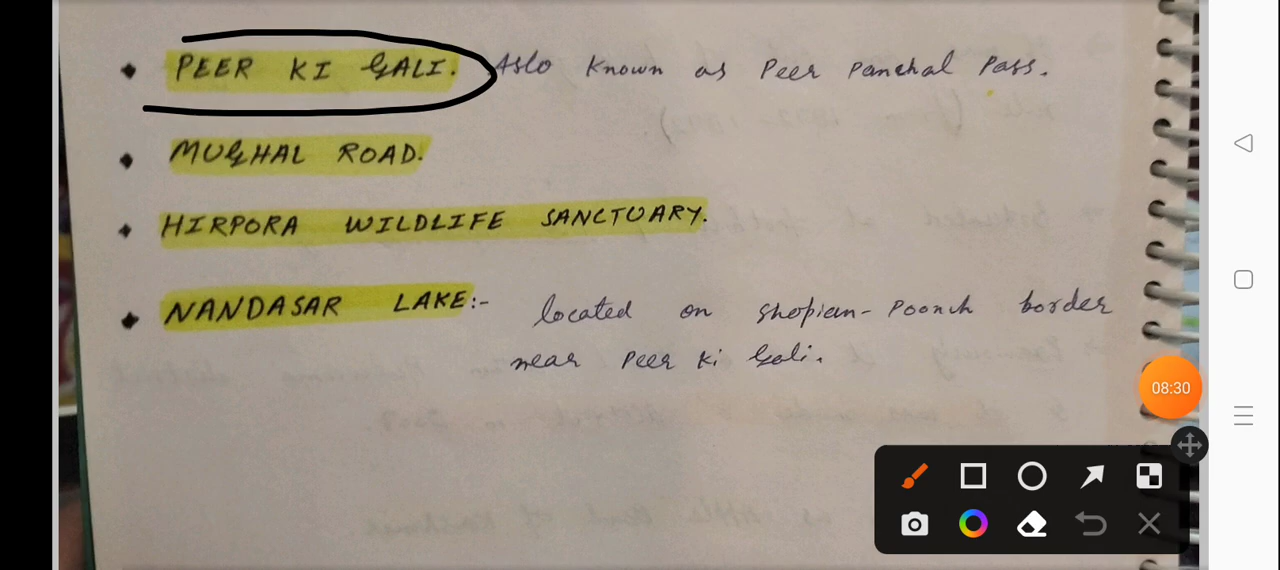 PEER KI GALI. Aslo known as Peer Panchal Pass.
MUGHAL ROAD.
HIRPORA WILDLIFE SANCTUARY.
NANDASAR LAKE:- located on shopian-Poonch border
near Peer Ki Gali.
08:30